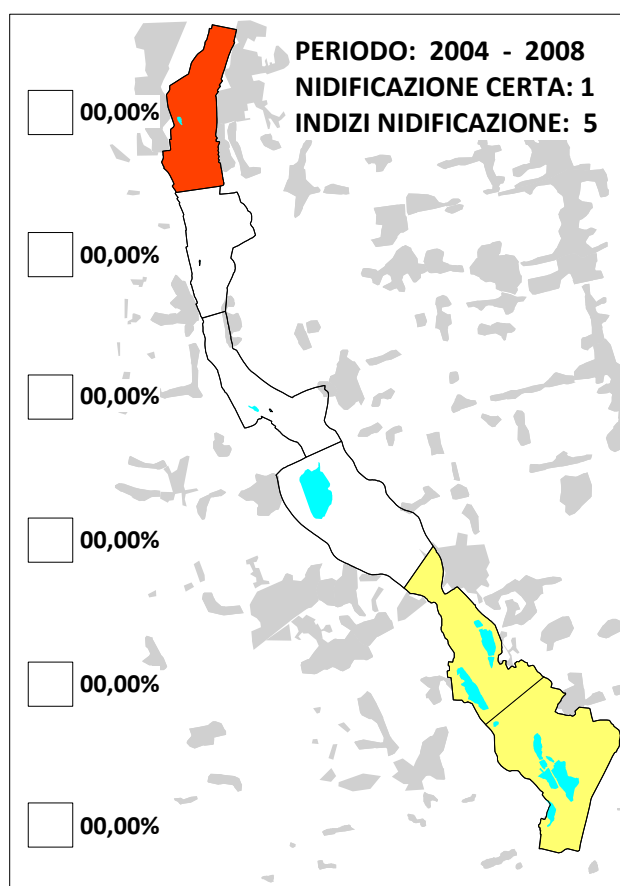 PERIODO: 2004 - 2008
NIDIFICAZIONE CERTA: 1
INDIZI NIDIFICAZIONE: 5
00,00%
00,00%
00,00%
00,00%
00,00%
00,00%